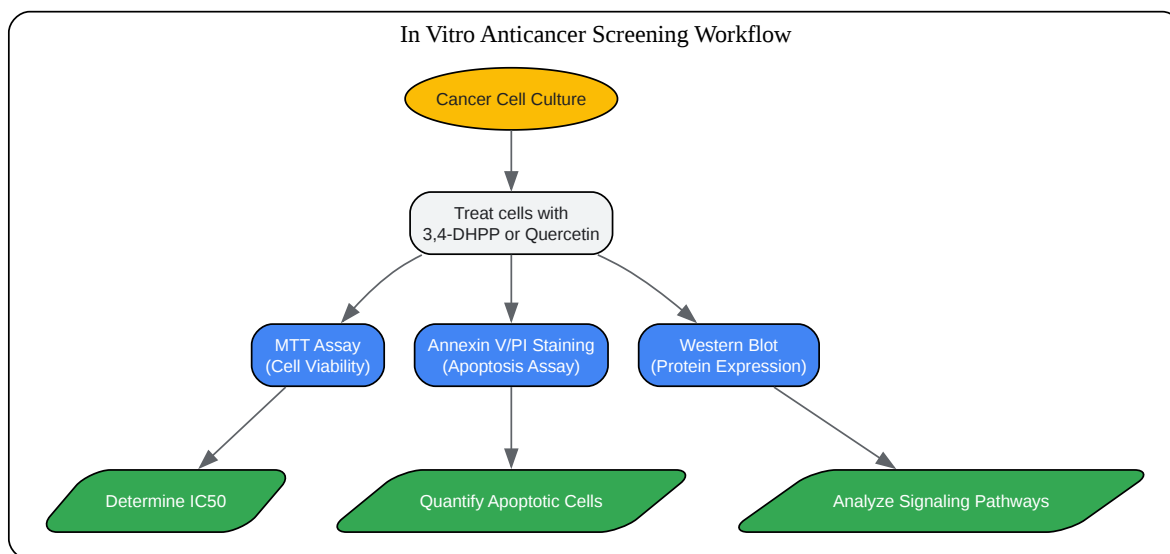 In Vitro Anticancer Screening Workflow
Cancer Cell Culture
Treat cells with
3,4-DHPP or Quercetin
MTT Assay
(Cell Viability)
Annexin V/PI Staining
(Apoptosis Assay)
Western Blot
(Protein Expression)
Determine IC50
Quantify Apoptotic Cells
Analyze Signaling Pathways